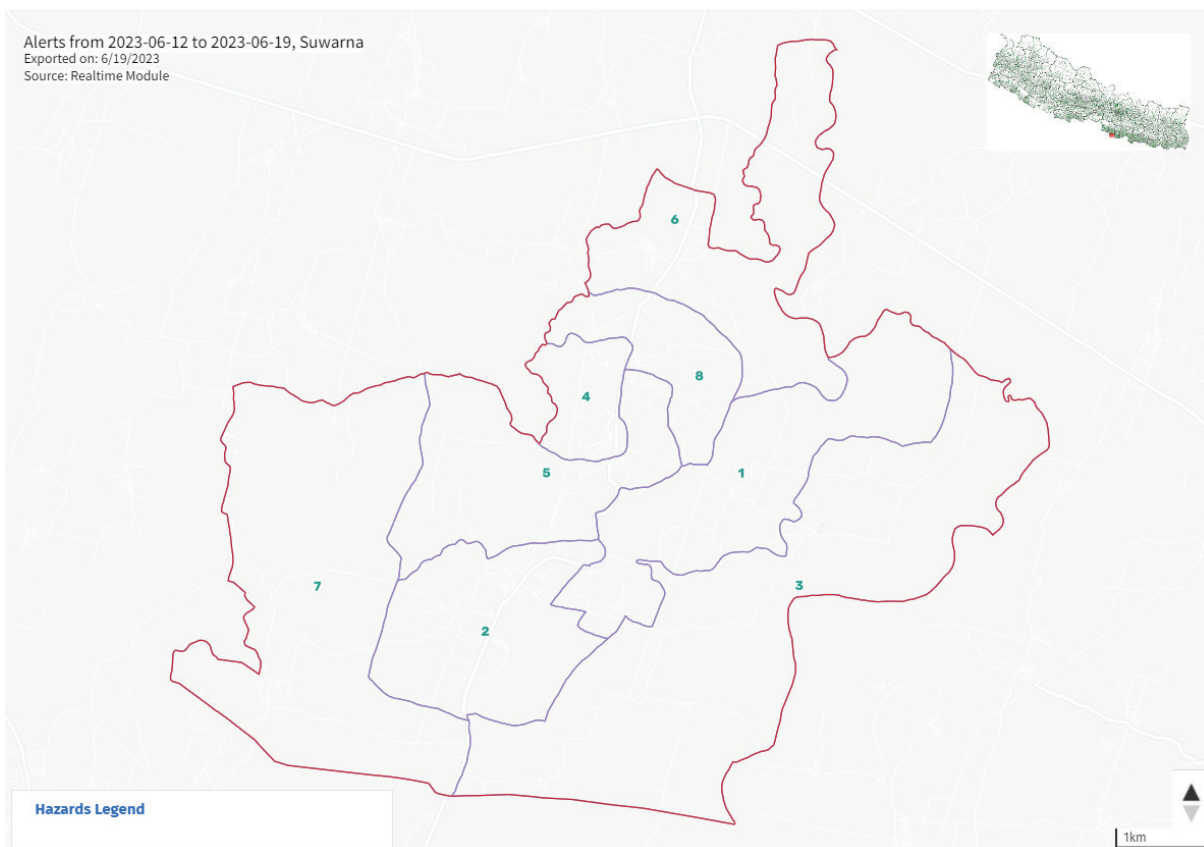 Alerts from 2023-06-12 to 2023-06-19, Suwarna
Exported on: 6/19/2023
Source: Realtime Module
6
8
4
5
1
7
3
2
Hazards Legend
1km